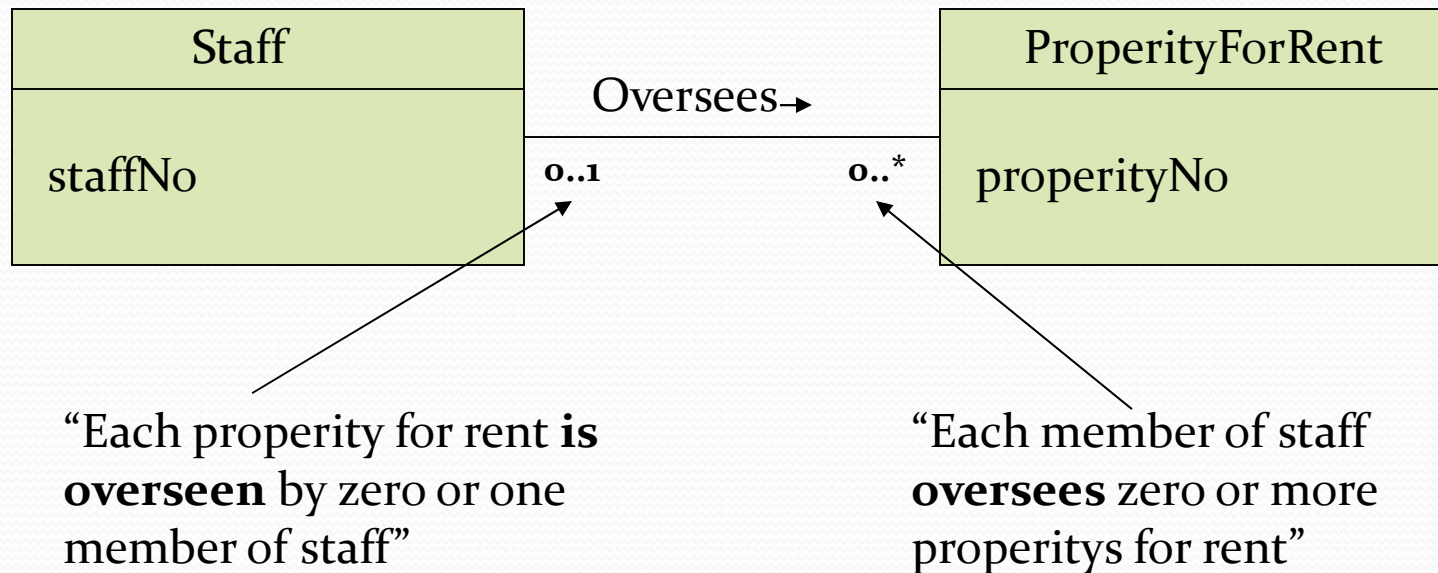 Staff
ProperityForRent
Oversees
staffNo
0..1
0..*
properityNo
“Each properity for rent is
overseen by zero or one
member of staff”
“Each member of staff
oversees zero or more
properitys for rent”